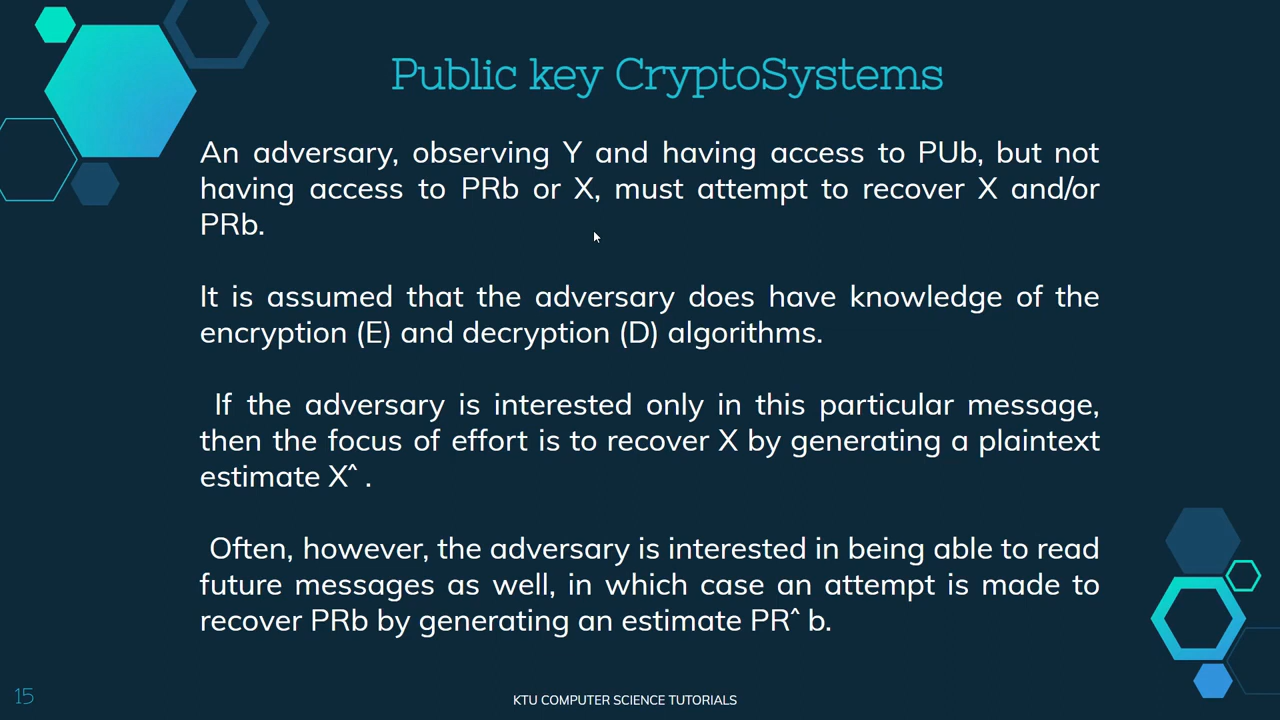 Public key CryptoSystems
An adversary, observing Y and having access to PUb, but not
having access to PRb or X, must attempt to recover X and/or
PRb.
It is assumed that the adversary does have knowledge of the
encryption (E) and decryption (D) algorithms.
If the adversary is interested only in this particular message,
then the focus of effort is to recover X by generating a plaintext
estimate X^ .
Often, however, the adversary is interested in being able to read
future messages as well, in which case an attempt is made to
recover PRb by generating an estimate PR^ b.
15
KTU COMPUTER SCIENCE TUTORIALS